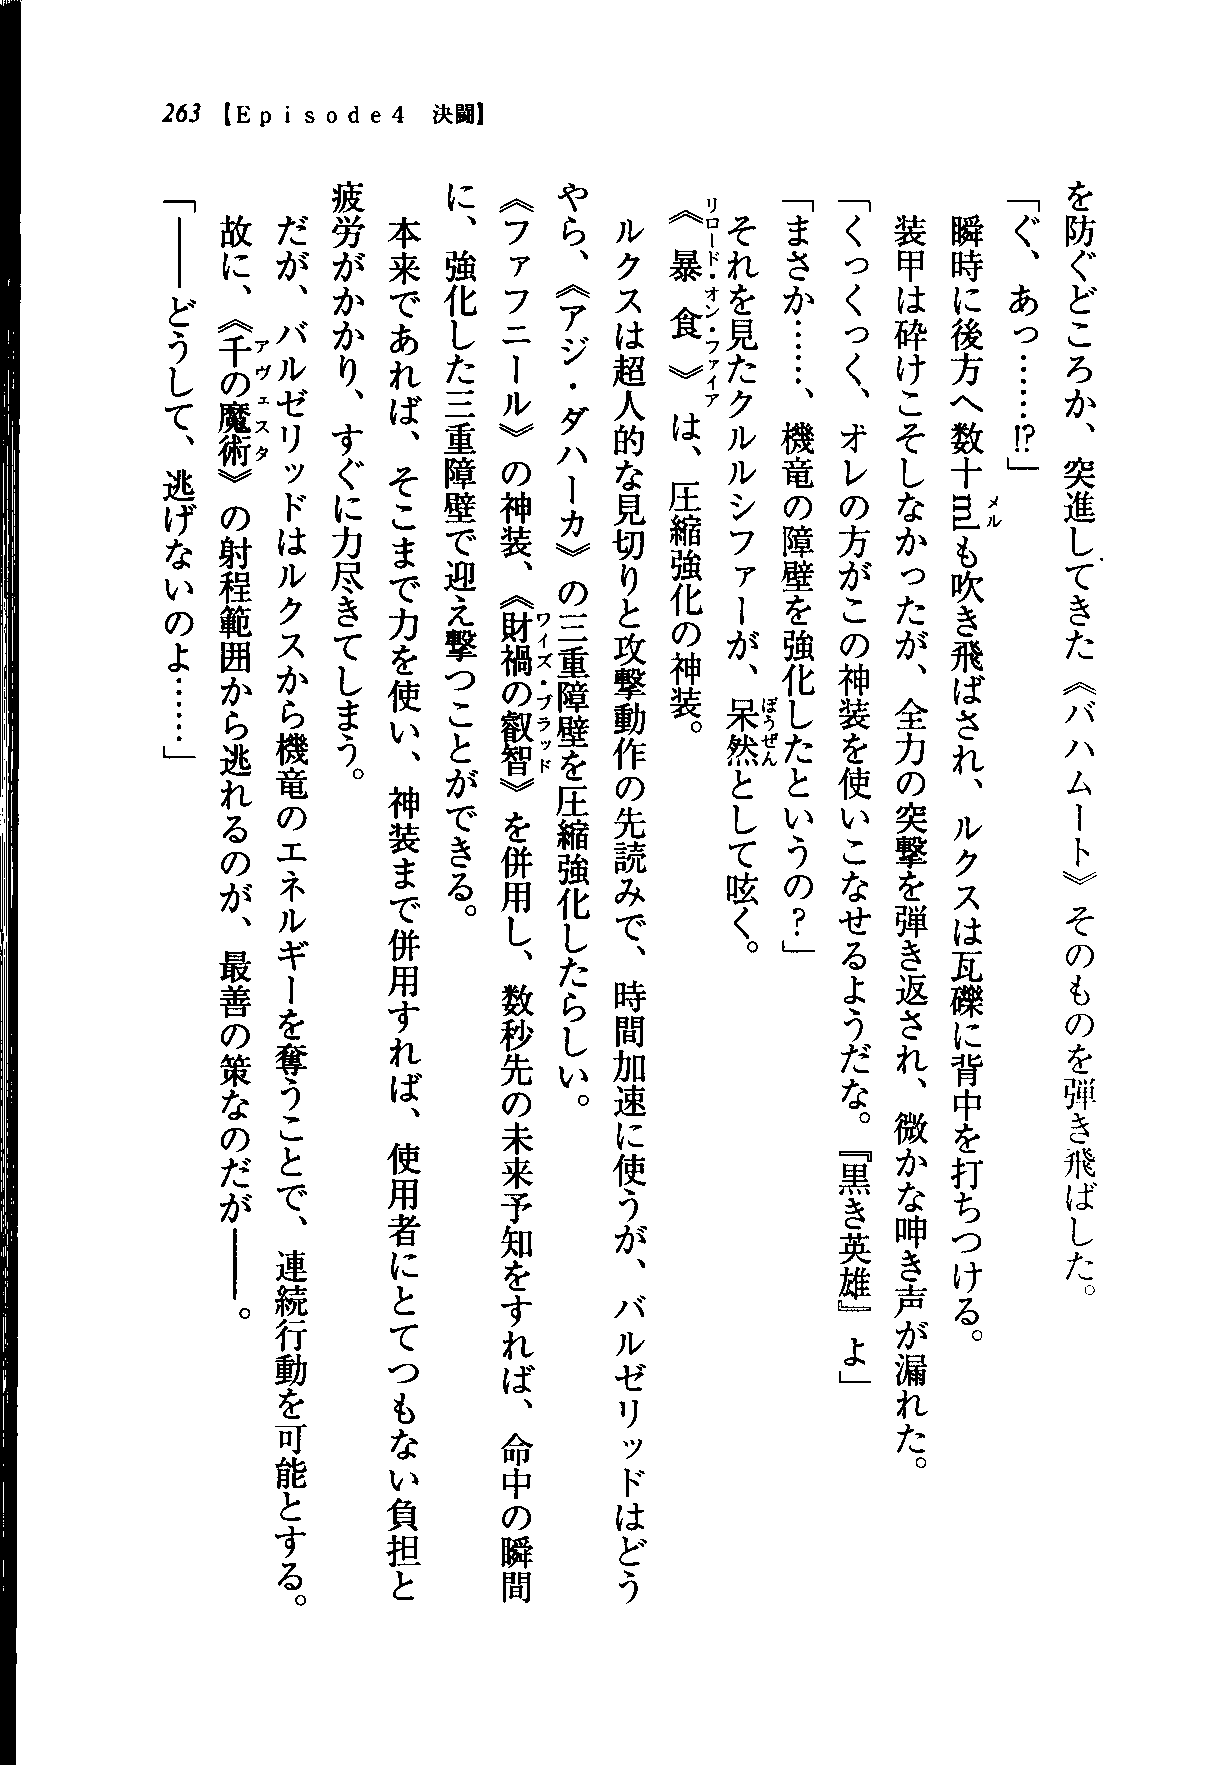 263 【Episode4　決闘】
を防ぐどころか、突進してきた《バハムート》そのものを弾き飛ばした。
「ぐ、あっ……!?」
瞬時に後方へ数十mlも吹き飛ばされ、ルクスは瓦礫に背中を打ちつける。
装甲は砕けこそしなかったが、全力の突撃を弾き返され、微かな呻き声が漏れた。
「くっくっく、オレの方がこの神装を使いこなせるようだな。『黒き英雄』よ」
「まさか……、機竜の障壁を強化したというの？」
それを見たクルルシファーが、呆然として呟く。
《暴食》は、圧縮強化の神装。
ルクスは超人的な見切りと攻撃動作の先読みで、時間加速に使うが、バルゼリッドはどう
やら、《アジ・ダハーカ》の三重障壁を圧縮強化したらしい。
《ファフニール》の神装、《財禍の叡智》を併用し、数秒先の未来予知をすれば、命中の瞬間
に、強化した三重障壁で迎え撃つことができる。
本来であれば、そこまで力を使い、神装まで併用すれば、使用者にとてつもない負担と
疲労がかかり、すぐに力尽きてしまう。
だが、バルゼリッドはルクスから機竜のエネルギーを奪うことで、連続行動を可能とする。
故に、《千の魔術》の射程範囲から逃れるのが、最善の策なのだが――。
「――どうして、逃げないのよ……」
メル
ぼうぜん
リロード・オン・ファイア
ワイズ・ブラッド
アヴェスタ